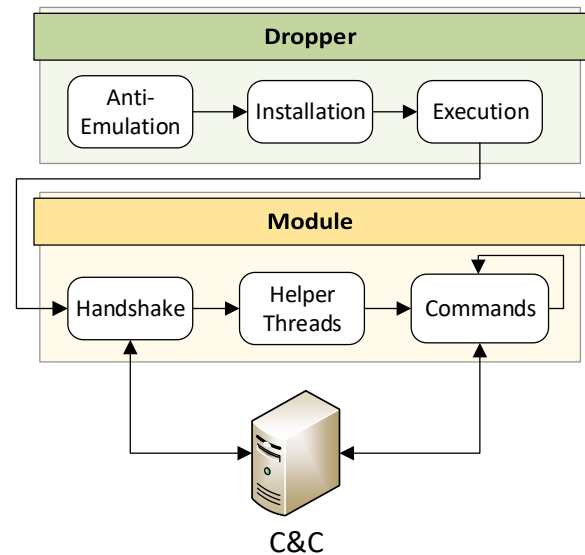 Dropper
Anti-
Emulation
Installation
Execution
Module
Handshake
Helper
Threads
Commands
C&C